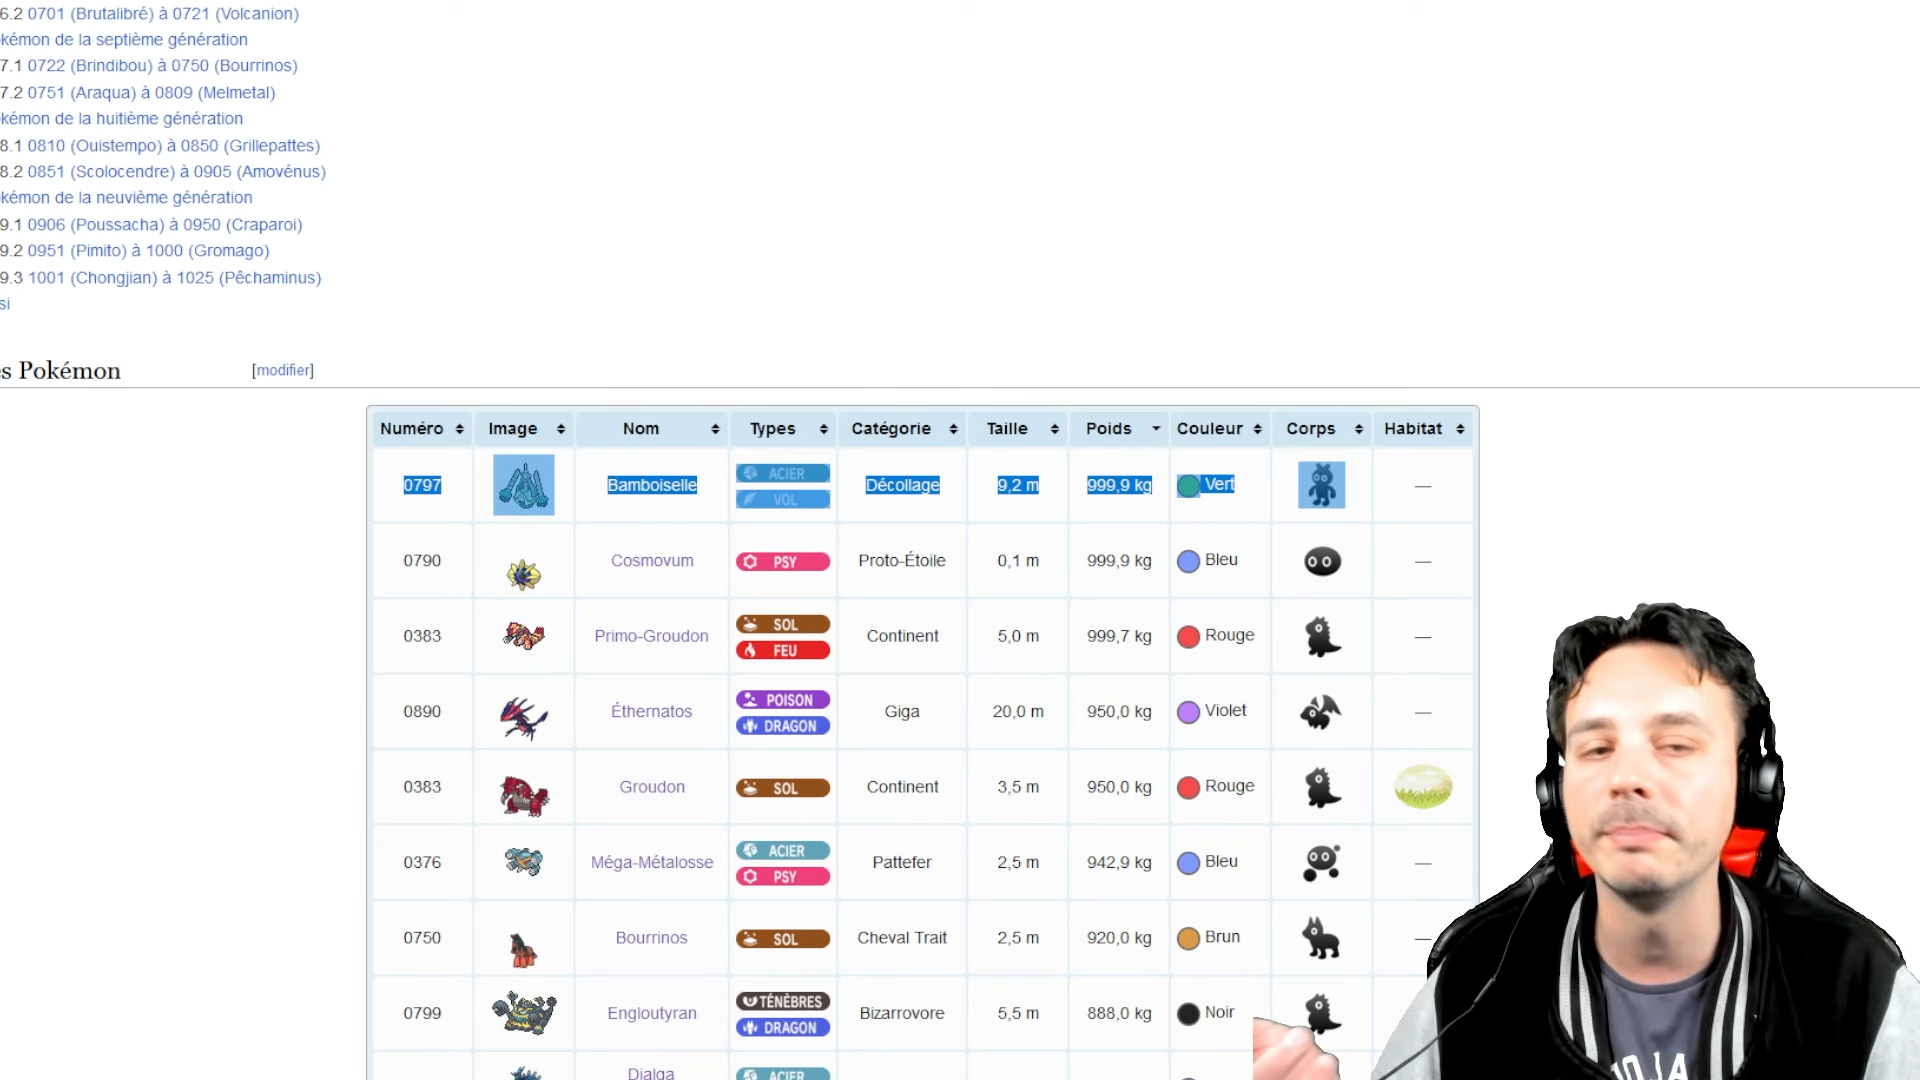 6.2 0701 (Brutalibré) à 0721 (Volcanion)
kémon de la septième génération
7.1 0722 (Brindibou) à 0750 (Bourrinos)
7.2 0751 (Araqua) à 0809 (Melmetal)
okémon de la huitième génération
8.1 0810 (Ouistempo) à 0850 (Grillepattes)
8.2 0851 (Scolocendre) à 0905 (Amovénus)
kémon de la neuvième génération
9.1 0906 (Poussacha) à 0950 (Craparoi)
9.2 0951 (Pimito) à 1000 (Gromago)
9.3 1001 (Chongjian) à 1025 (Pêchaminus)
si
es Pokémon [modifier]
Numéro Image Nom Types Catégorie Taille Poids Couleur Corps Habitat
0797 Bamboiselle ACIER VOL Décollage 9,2 m 999,9 kg Vert —
0790 Cosmovum PSY Proto-Étoile 0,1 m 999,9 kg Bleu —
0383 Primo-Groudon SOL FEU Continent 5,0 m 999,7 kg Rouge —
0890 Éthernatos POISON DRAGON Giga 20,0 m 950,0 kg Violet —
0383 Groudon SOL Continent 3,5 m 950,0 kg Rouge
0376 Méga-Métalosse ACIER PSY Pattefer 2,5 m 942,9 kg Bleu —
0750 Bourrinos SOL Cheval Trait 2,5 m 920,0 kg Brun —
0799 Engloutyran TÉNÈBRES DRAGON Bizarrovore 5,5 m 888,0 kg Noir
Dialga ACIER